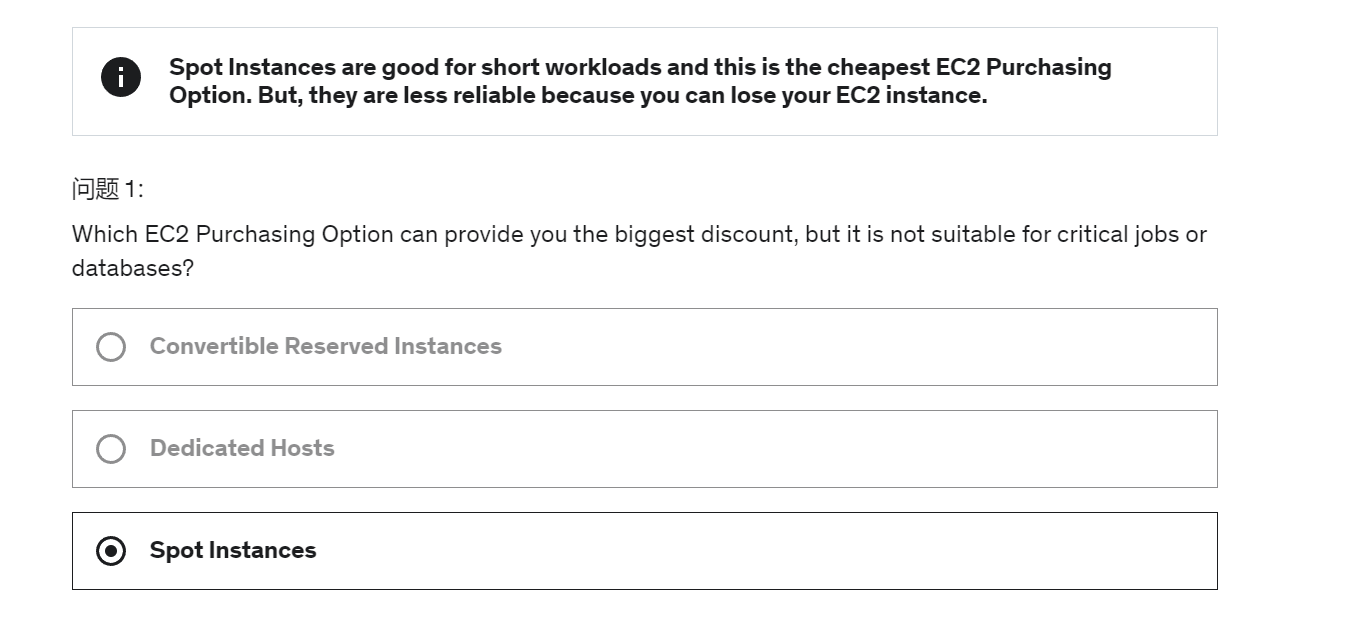 Spot Instances are good for short workloads and this is the cheapest EC2 Purchasing
Option. But, they are less reliable because you can lose your EC2 instance.
问题 1:
Which EC2 Purchasing Option can provide you the biggest discount, but it is not suitable for critical jobs or
databases?
Convertible Reserved Instances
Dedicated Hosts
Spot Instances